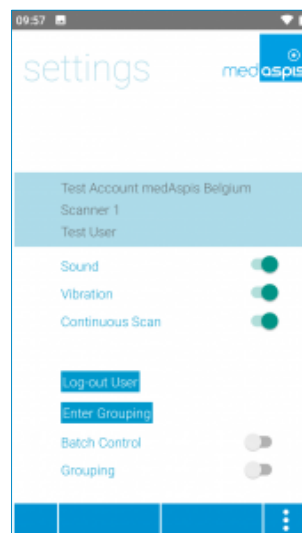 09:57
settings
medaspis
Test Account medAspis Belgium
Scanner 1
Test User
Sound
Vibration
Continuous Scan
Log-out User
Enter Grouping
Batch Control
Grouping